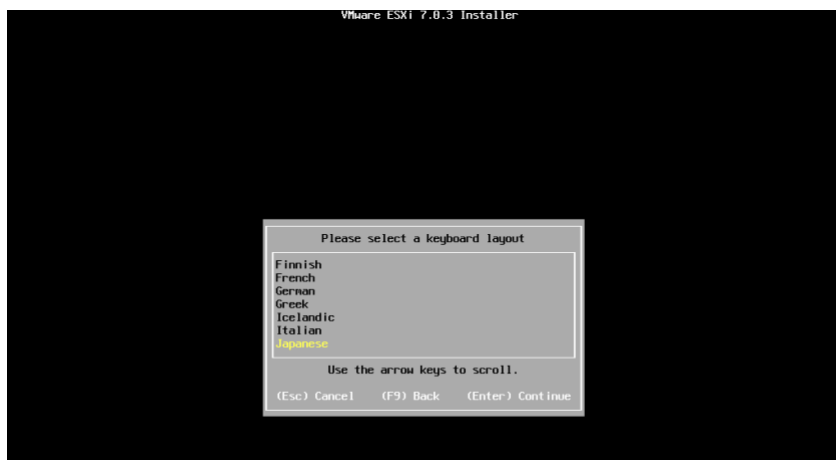 VMware ESXi 7.0.3 Installer
Please select a keyboard layout
Finnish
French
German
Greek
Icelandic
Italian
Japanese
Use the arrow keys to scroll.
(Esc) Cancel (F9) Back (Enter) Continue